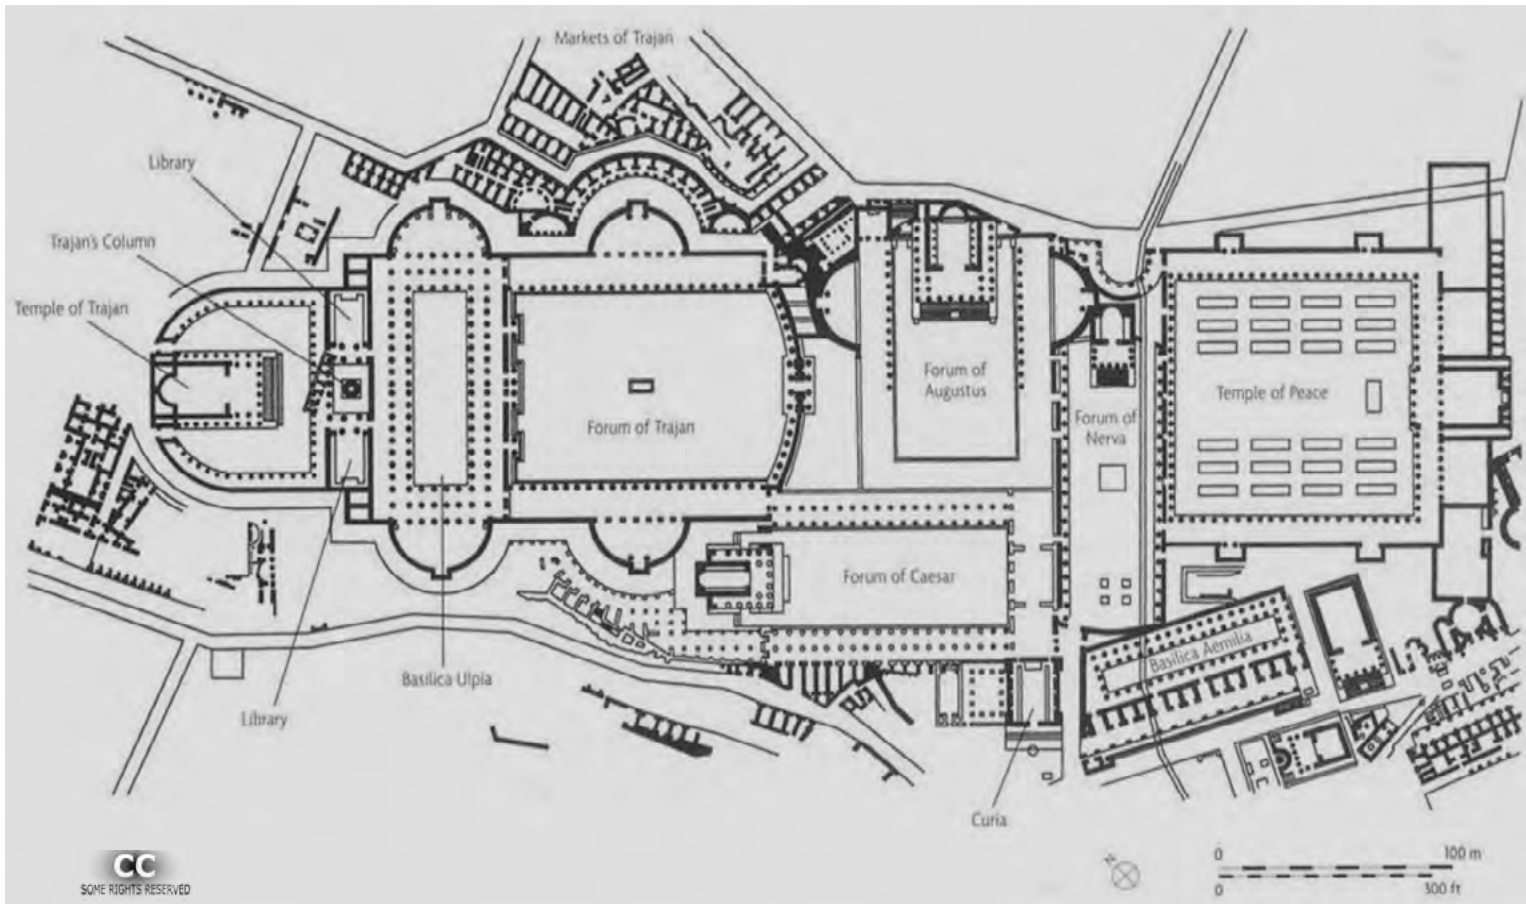 Markets of Trajan
Library
Trajan's Column
Temple of Trajan
Forum of
Augustus
Temple of Peace
Forum of
Nerva
Forum of Trajan
Forum of Caesar
Basilica Aemilia
Basilica Ulpia
Library
Curia
N
0 100 m
0 300 ft
CC
SOME RIGHTS RESERVED